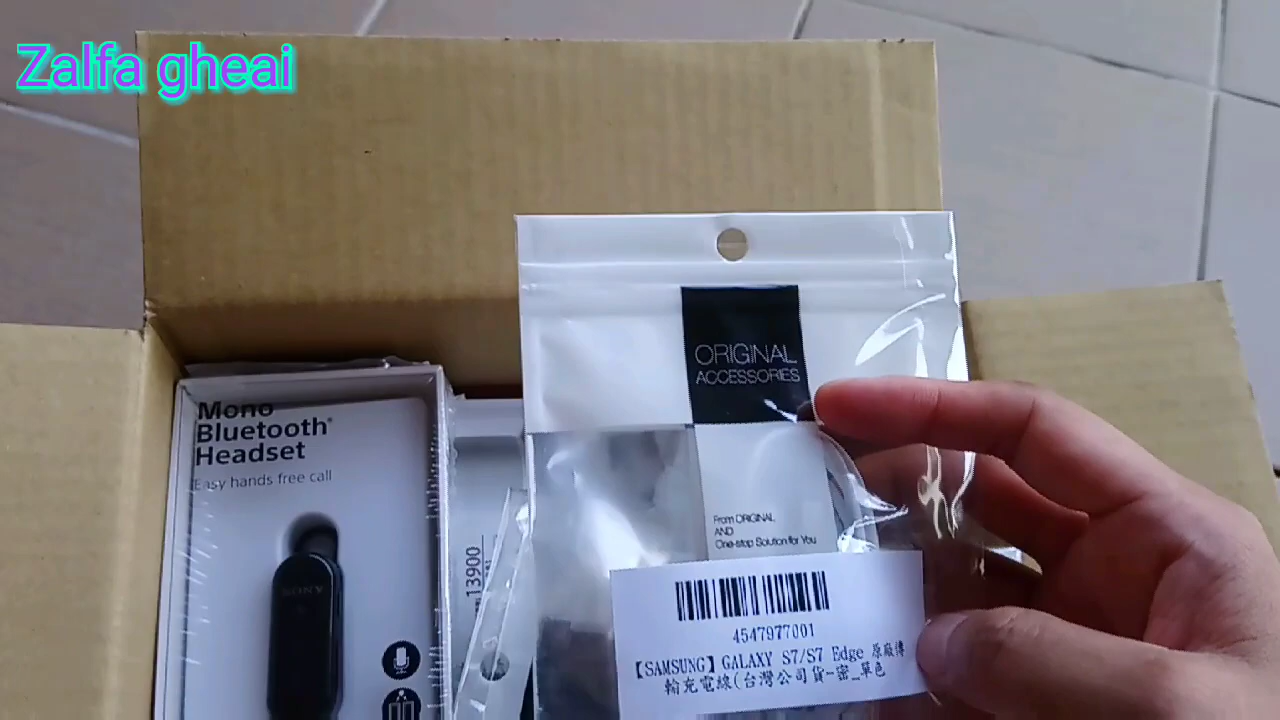 Zalfa gheai
ORIGINAL
ACCESSORIES
Mono
Bluetooth®
Headset
Easy hands free call
SONY
13900
From ORIGINAL
AND
One-stop Solution for You
4547977001
【SAMSUNG】GALAXY S7/S7 Edge 原廠傳
輸充電線(台灣公司貨-密_單色